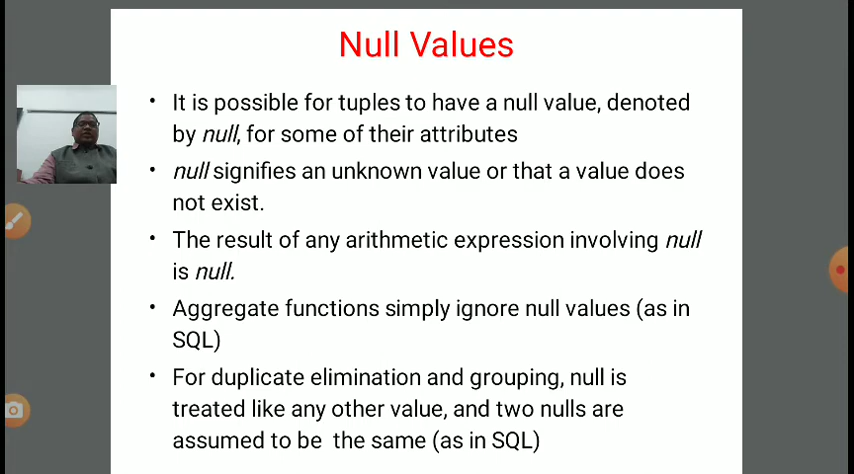 Null Values
• It is possible for tuples to have a null value, denoted
by null, for some of their attributes
• null signifies an unknown value or that a value does
not exist.
• The result of any arithmetic expression involving null
is null.
• Aggregate functions simply ignore null values (as in
SQL)
• For duplicate elimination and grouping, null is
treated like any other value, and two nulls are
assumed to be  the same (as in SQL)